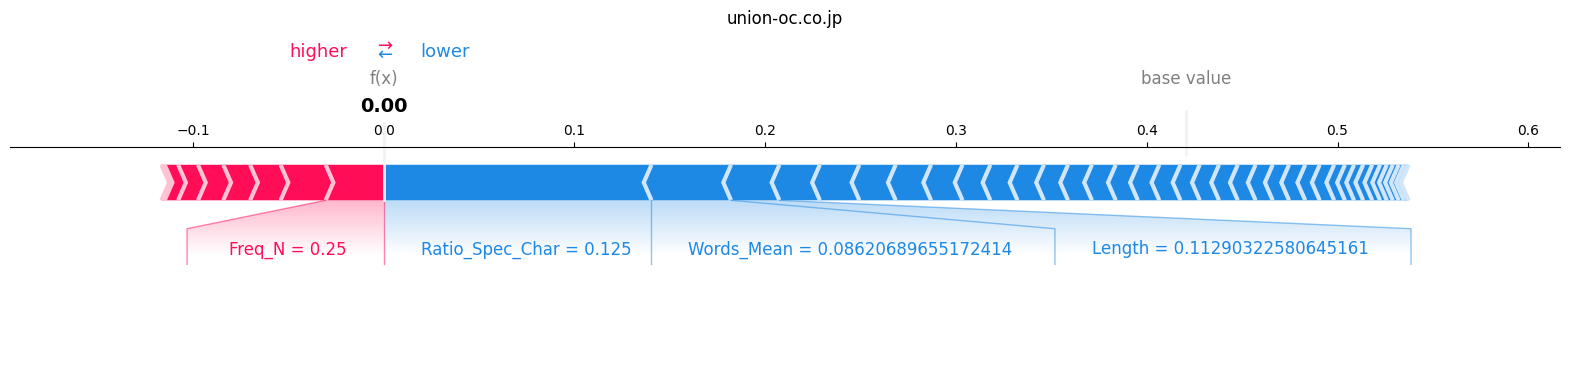 union-oc.co.jp
higher ⇄ lower
f(x) base value
0.00
−0.1 0 0 0.1 0.2 0.3 0.4 0.5 0.6
Freq_N = 0.25 Ratio_Spec_Char = 0.125 Words_Mean = 0.08620689655172414 Length = 0.11290322580645161